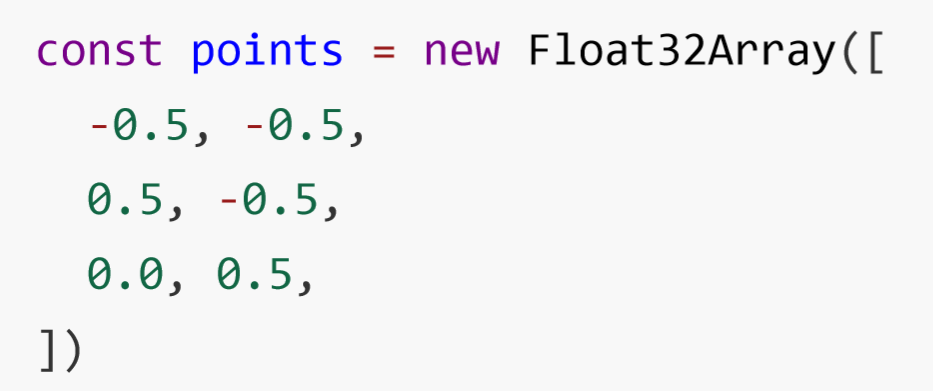 const points = new Float32Array([
  -0.5, -0.5,
  0.5, -0.5,
  0.0, 0.5,
])